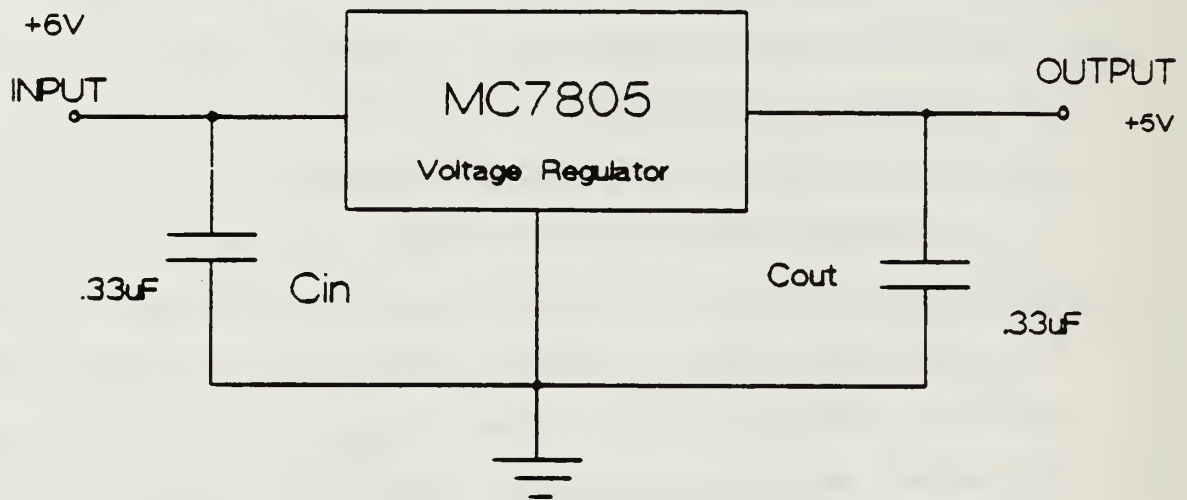 +6V
INPUT
MC7805
Voltage Regulator
OUTPUT
+5V
.33uF
Cin
Cout
.33uF